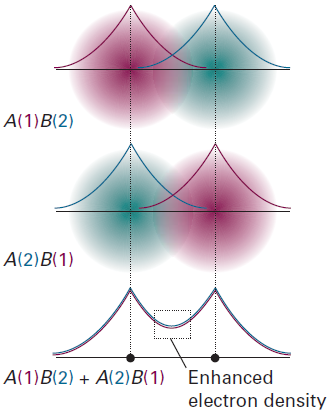 A(1)B(2)
A(2)B(1)
A(1)B(2) + A(2)B(1)
Enhanced
electron density